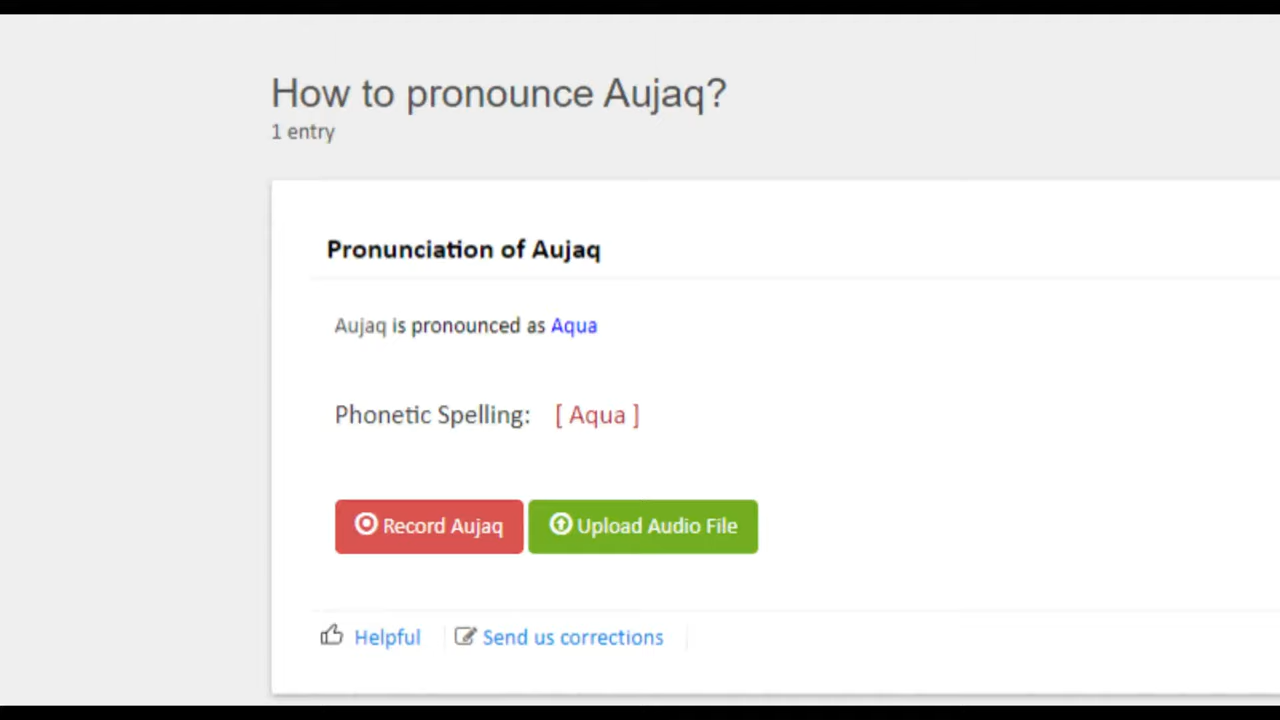 How to pronounce Aujaq?
1 entry
Pronunciation of Aujaq
Aujaq is pronounced as Aqua
Phonetic Spelling: [ Aqua ]
Record Aujaq Upload Audio File
Helpful Send us corrections